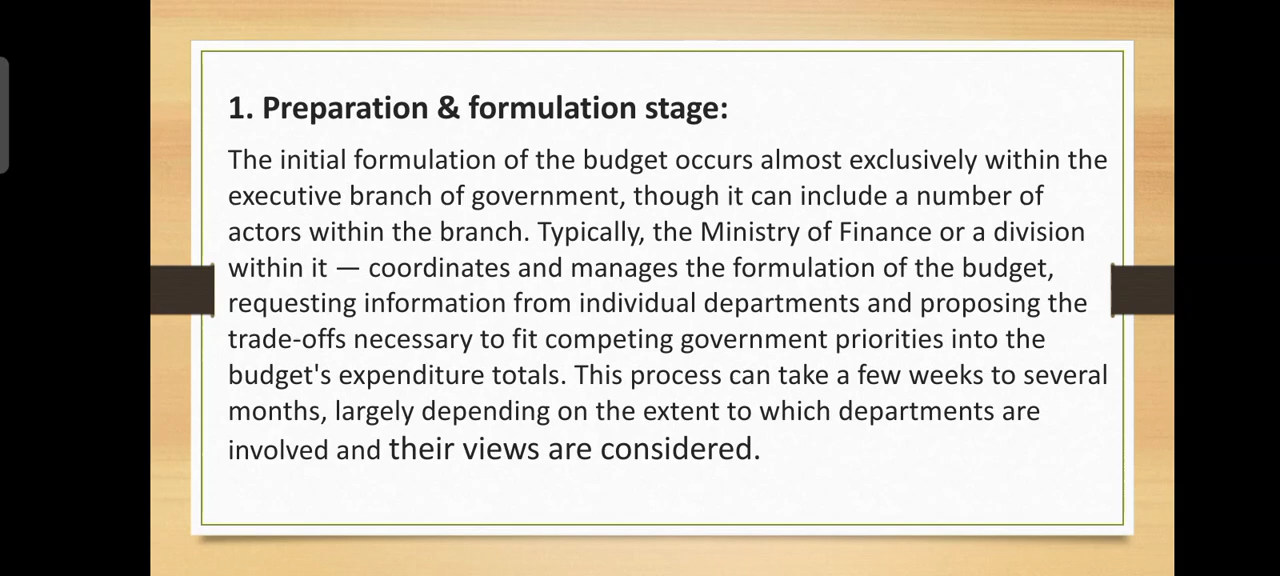 1. Preparation & formulation stage:
The initial formulation of the budget occurs almost exclusively within the
executive branch of government, though it can include a number of
actors within the branch. Typically, the Ministry of Finance or a division
within it — coordinates and manages the formulation of the budget,
requesting information from individual departments and proposing the
trade-offs necessary to fit competing government priorities into the
budget's expenditure totals. This process can take a few weeks to several
months, largely depending on the extent to which departments are
involved and their views are considered.